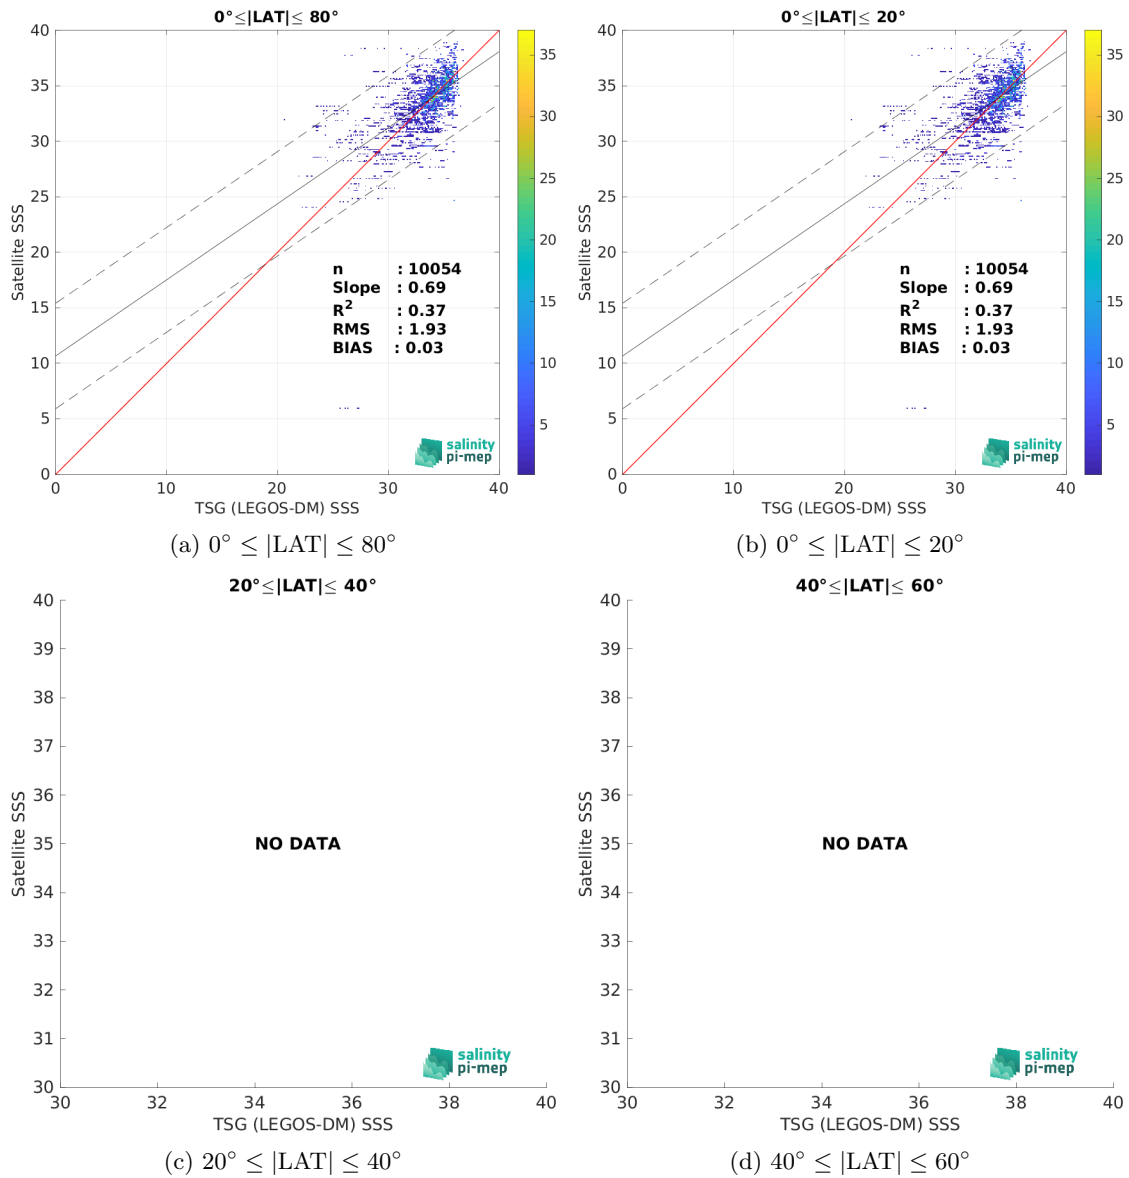 0°≤|LAT|≤ 80°
40
35
30
25
20
15
10
5
0
Satellite SSS
0
10
20
30
40
TSG (LEGOS-DM) SSS
35
30
25
20
15
10
5
n : 10054
Slope : 0.69
R² : 0.37
RMS : 1.93
BIAS : 0.03
salinity
pi-mep
(a) 0° ≤ |LAT| ≤ 80°
0°≤|LAT|≤ 20°
40
35
30
25
20
15
10
5
0
Satellite SSS
0
10
20
30
40
TSG (LEGOS-DM) SSS
35
30
25
20
15
10
5
n : 10054
Slope : 0.69
R² : 0.37
RMS : 1.93
BIAS : 0.03
salinity
pi-mep
(b) 0° ≤ |LAT| ≤ 20°
20°≤|LAT|≤ 40°
40
39
38
37
36
35
34
33
32
31
30
Satellite SSS
NO DATA
salinity
pi-mep
30
32
34
36
38
40
TSG (LEGOS-DM) SSS
(c) 20° ≤ |LAT| ≤ 40°
40°≤|LAT|≤ 60°
40
39
38
37
36
35
34
33
32
31
30
Satellite SSS
NO DATA
salinity
pi-mep
30
32
34
36
38
40
TSG (LEGOS-DM) SSS
(d) 40° ≤ |LAT| ≤ 60°